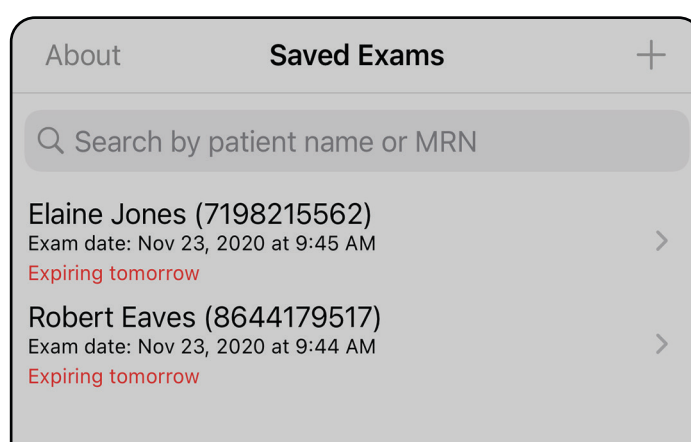 About Saved Exams +
Search by patient name or MRN
Elaine Jones (7198215562)
Exam date: Nov 23, 2020 at 9:45 AM
Expiring tomorrow
Robert Eaves (8644179517)
Exam date: Nov 23, 2020 at 9:44 AM
Expiring tomorrow